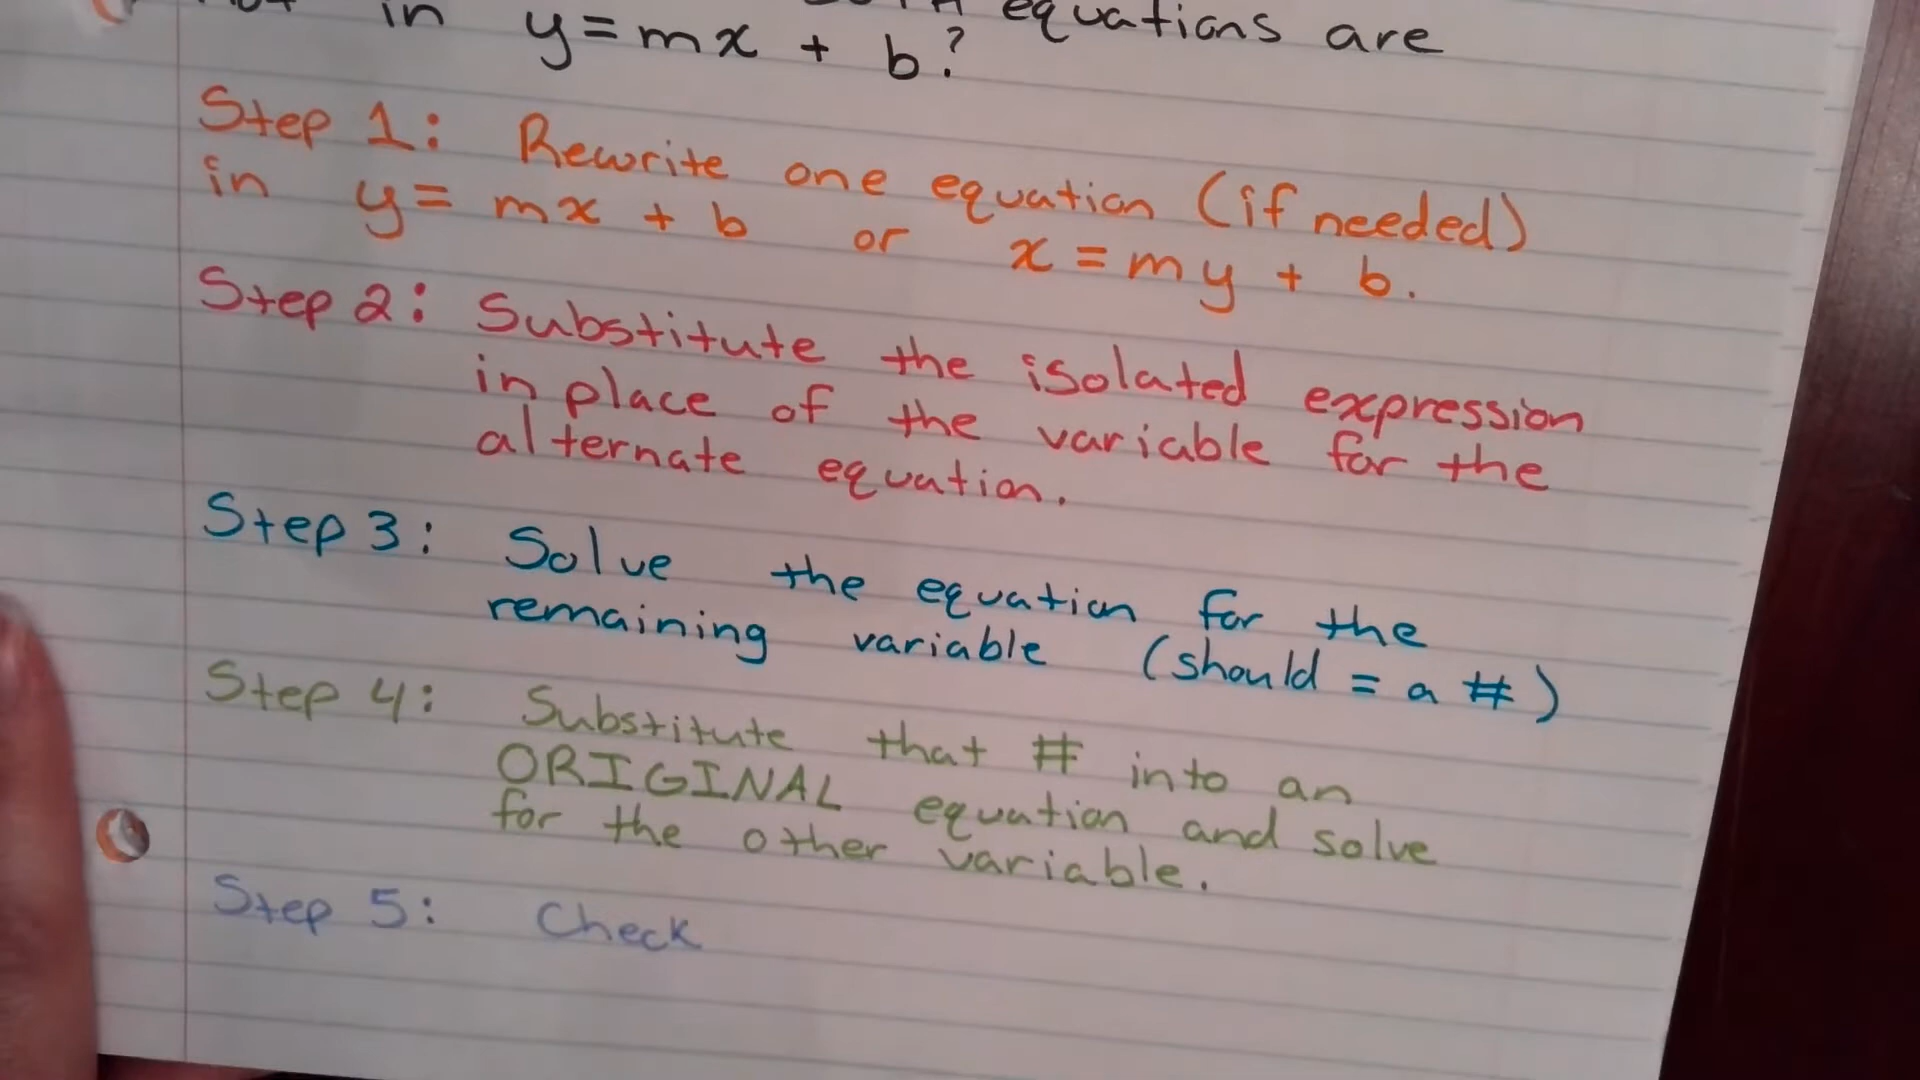 in equations are
y=mx + b?
Step 1: Rewrite one equation (if needed)
in y= mx + b or x = my + b.
Step 2: Substitute the isolated expression
in place of the variable for the
alternate equation.
Step 3: Solve the equation for the
remaining variable (should = a #)
Step 4: Substitute that # into an
ORIGINAL equation and solve
for the other variable.
Step 5: Check